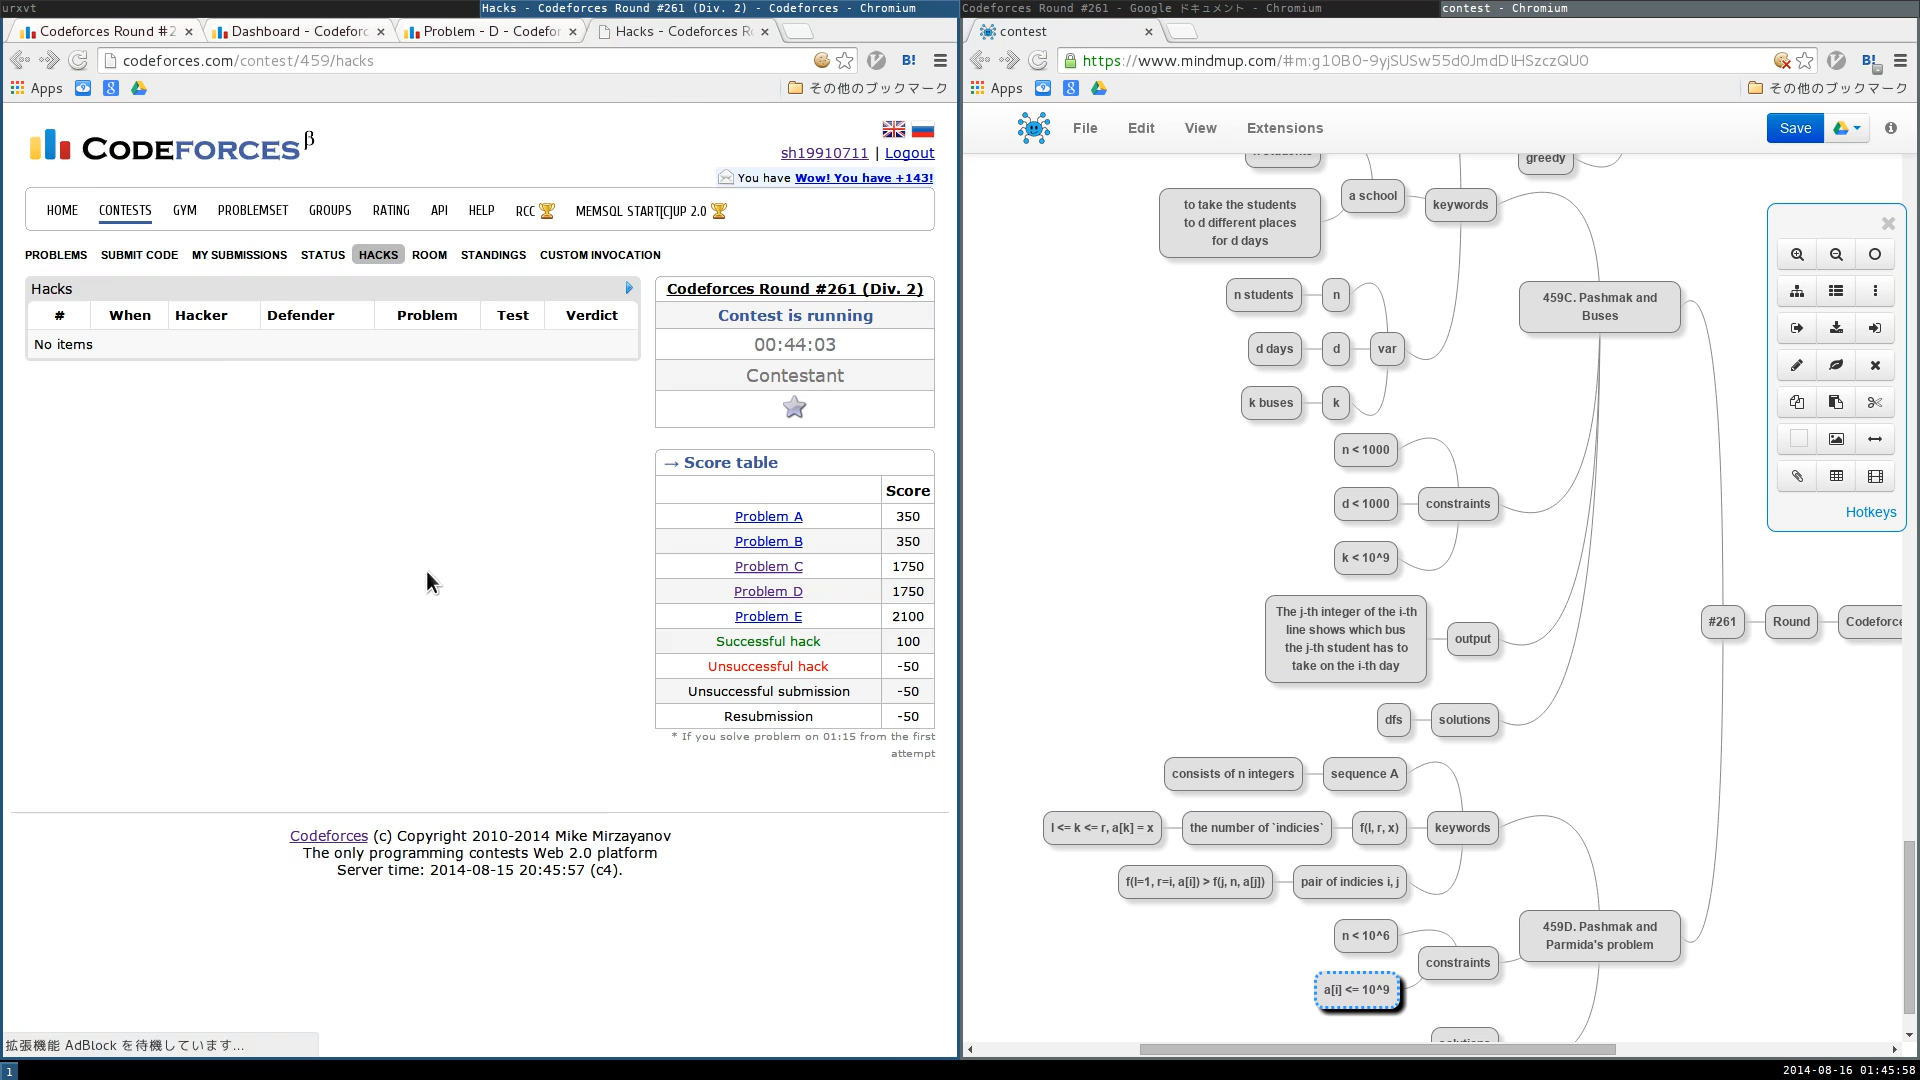 urxvt
Hacks - Codeforces Round #261 (Div. 2) - Codeforces - Chromium
Codeforces Round #261 - Google ドキュメント - Chromium
contest - Chromium
Codeforces Round #2
Dashboard - Codeforc
Problem - D - Codefor
Hacks - Codeforces R
codeforces.com/contest/459/hacks
B!
Apps
その他のブックマーク
CODEFORCES β
sh19910711 | Logout
You have Wow! You have +143!
HOME CONTESTS GYM PROBLEMSET GROUPS RATING API HELP RCC MEMSQL START[C]UP 2.0
PROBLEMS SUBMIT CODE MY SUBMISSIONS STATUS HACKS ROOM STANDINGS CUSTOM INVOCATION
Hacks
# When Hacker Defender Problem Test Verdict
No items
Codeforces Round #261 (Div. 2)
Contest is running
00:44:03
Contestant
→ Score table
Score
Problem A 350
Problem B 350
Problem C 1750
Problem D 1750
Problem E 2100
Successful hack 100
Unsuccessful hack -50
Unsuccessful submission -50
Resubmission -50
* If you solve problem on 01:15 from the first
attempt
Codeforces (c) Copyright 2010-2014 Mike Mirzayanov
The only programming contests Web 2.0 platform
Server time: 2014-08-15 20:45:57 (c4).
拡張機能 AdBlock を待機しています...
contest
https://www.mindmup.com/#m:g10B0-9yjSUSw55d0JmdDlHSzczQU0
B!
Apps
その他のブックマーク
File Edit View Extensions
Save
greedy
to take the students
to d different places
for d days
a school
keywords
n students
n
d days
d
var
k buses
k
459C. Pashmak and
Buses
n < 1000
d < 1000
constraints
k < 10^9
The j-th integer of the i-th
line shows which bus
the j-th student has to
take on the i-th day
output
dfs
solutions
#261
Round
Codeforce
consists of n integers
sequence A
l <= k <= r, a[k] = x
the number of `indicies`
f(l, r, x)
keywords
f(l=1, r=i, a[i]) > f(j, n, a[j])
pair of indicies i, j
459D. Pashmak and
Parmida's problem
n < 10^6
constraints
a[i] <= 10^9
Hotkeys
1
2014-08-16 01:45:58